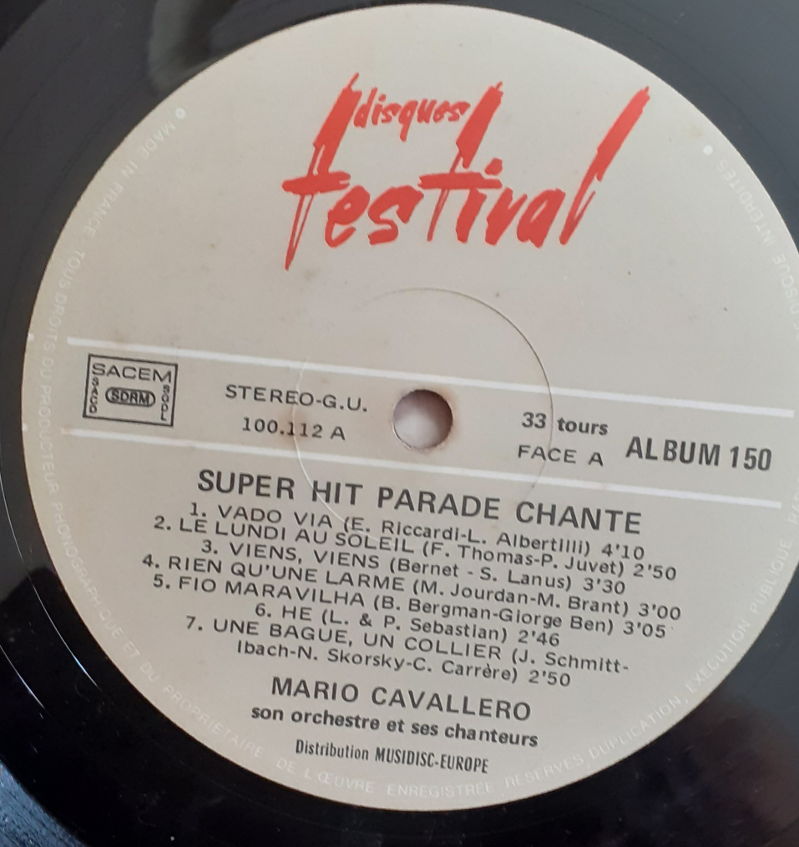 disques
festival
SACEM
SACD
SDRM
SGDL
STEREO-G.U.
100.112 A
33 tours
FACE A
ALBUM 150
SUPER HIT PARADE CHANTE
1. VADO VIA (E. Riccardi-L. Albertilli) 4'10
2. LE LUNDI AU SOLEIL (F. Thomas-P. Juvet) 2'50
3. VIENS, VIENS (Bernet - S. Lanus) 3'30
4. RIEN QU'UNE LARME (M. Jourdan-M. Brant) 3'00
5. FIO MARAVILHA (B. Bergman-Giorge Ben) 3'05
6. HE (L. & P. Sebastian) 2'46
7. UNE BAGUE, UN COLLIER (J. Schmitt-
Ibach-N. Skorsky-C. Carrère) 2'50
MARIO CAVALLERO
son orchestre et ses chanteurs
Distribution MUSIDISC-EUROPE
MADE IN FRANCE TOUS DROITS DU PRODUCTEUR PHONOGRAPHIQUE ET DU PROPRIÉTAIRE DE L'ŒUVRE ENREGISTRÉE RÉSERVÉS DUPLICATION, EXÉCUTION PUBLIQUE, DISQUE INTERDITES